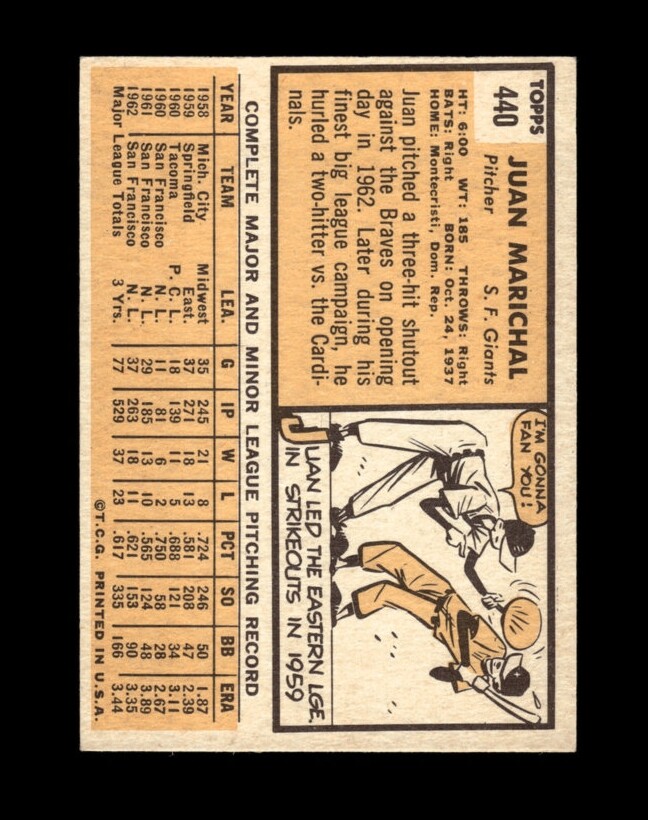 TOPPS
440
JUAN MARICHAL
Pitcher S. F. Giants
HT: 6:00 WT: 185 THROWS: Right
BATS: Right BORN: Oct. 24, 1937
HOME: Montecristi, Dom. Rep.
Juan pitched a three-hit shutout
against the Braves on opening
day in 1962. Later during his
finest big league campaign, he
hurled a two-hitter vs. the Cardi-
nals.
I'M GONNA
FAN YOU!
JUAN LED THE EASTERN LGE.
IN STRIKEOUTS IN 1959
COMPLETE MAJOR AND MINOR LEAGUE PITCHING RECORD
YEAR TEAM LEA. G IP W L PCT SO BB ERA
1958 Mich. City Midwest 35 245 21 8 .724 246 50 1.87
1959 Springfield East. 37 271 18 13 .581 208 47 2.39
1960 Tacoma P. C. L. 18 139 11 5 .688 121 34 3.11
1960 San Francisco N. L. 11 81 6 2 .750 58 28 2.67
1961 San Francisco N. L. 29 185 13 10 .565 124 48 3.89
1962 San Francisco N. L. 37 263 18 11 .621 153 90 3.35
Major League Totals 3 Yrs. 77 529 37 23 .617 335 166 3.44
©T.C.G. PRINTED IN U.S.A.